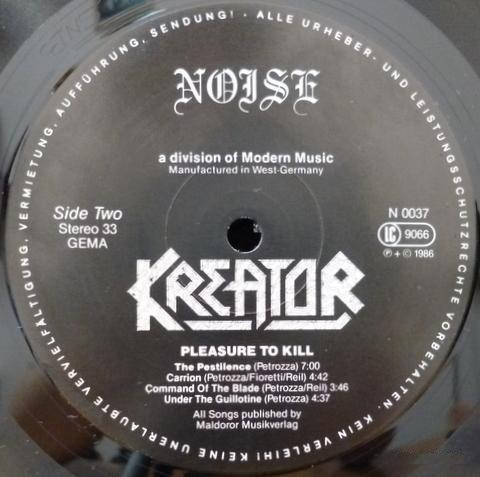 ALLE URHEBER- UND LEISTUNGSSCHUTZRECHTE VORBEHALTEN. KEIN VERLEIH! KEINE UNERLAUBTE VERVIELFÄLTIGUNG, VERMIETUNG, AUFFÜHRUNG, SENDUNG! ·
NOISE
a division of Modern Music
Manufactured in West-Germany
Side Two
Stereo 33
GEMA
N 0037
LC 9066
℗ + © 1986
KREATOR
PLEASURE TO KILL
The Pestilence (Petrozza) 7:00
Carrion (Petrozza/Fioretti/Reil) 4:42
Command Of The Blade (Petrozza/Reil) 3:46
Under The Guillotine (Petrozza) 4:37
All Songs published by
Maldoror Musikverlag